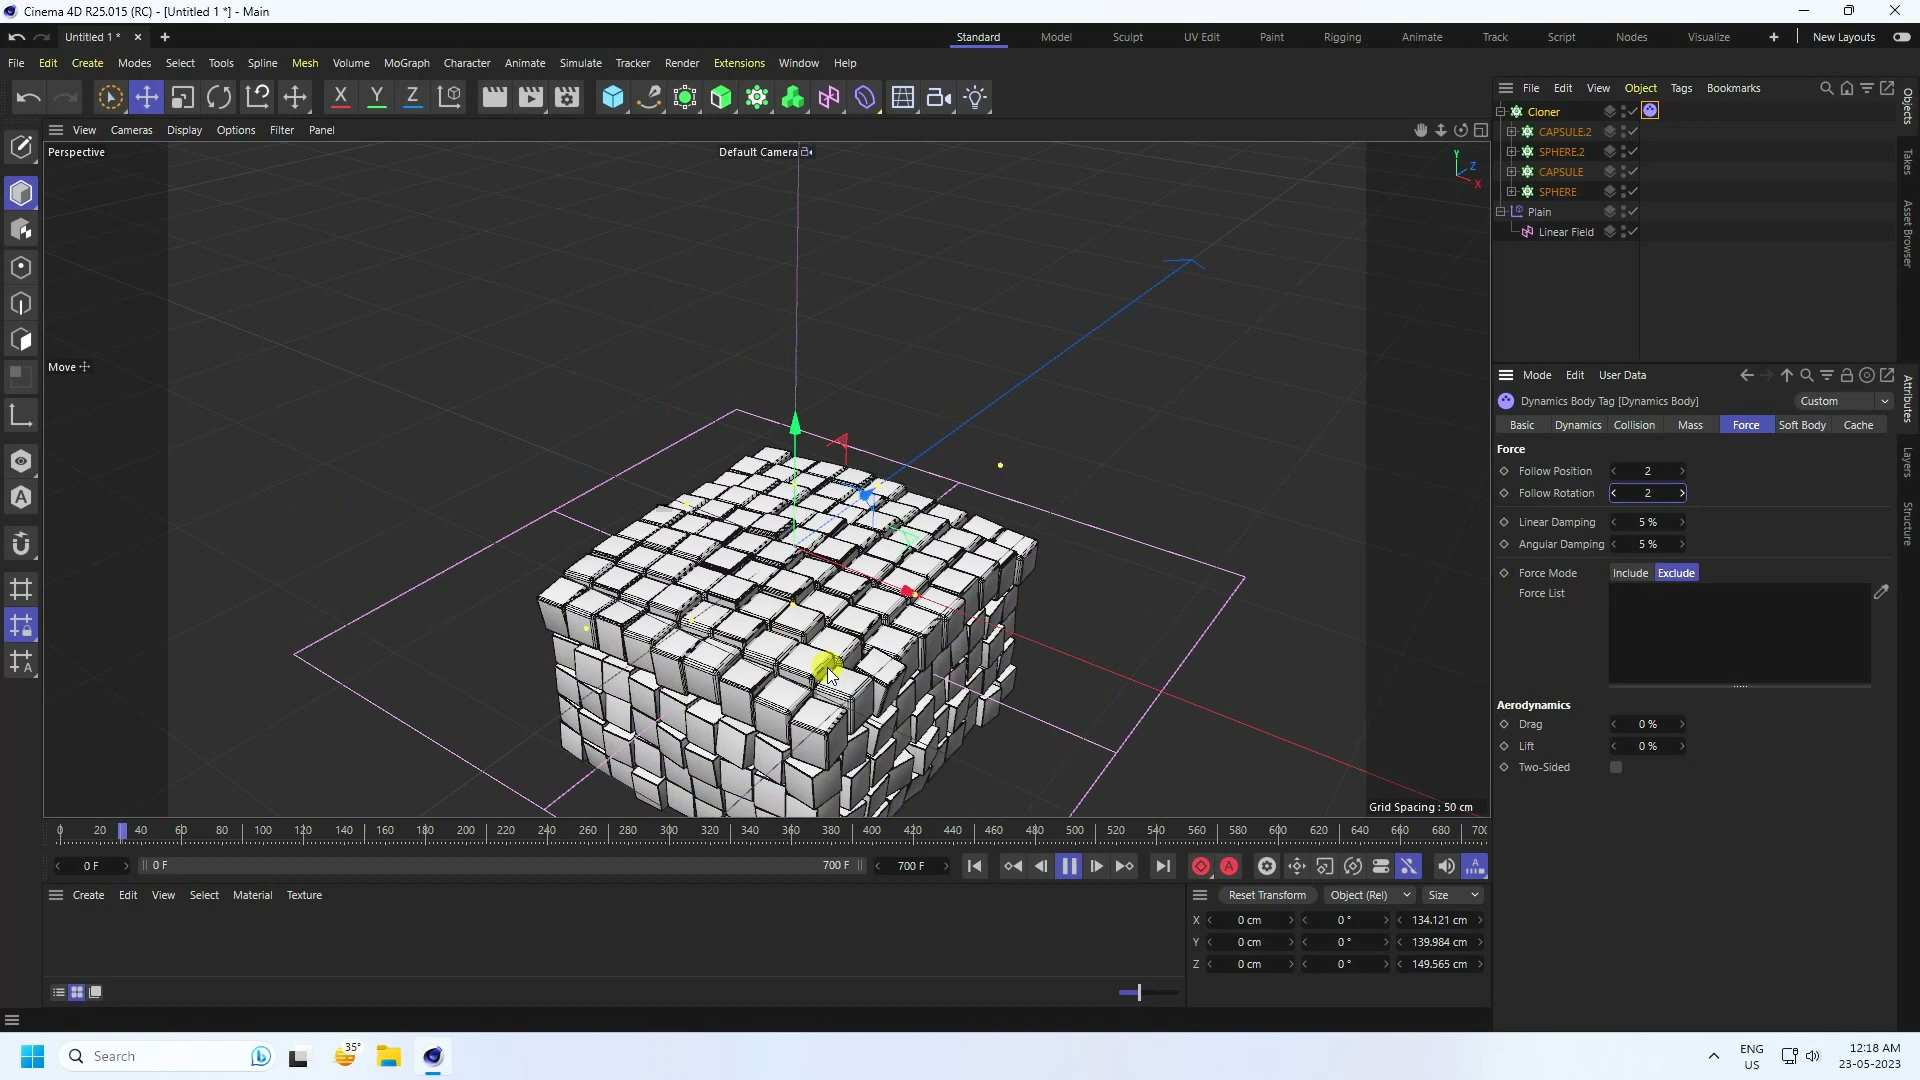 Cinema 4D R25.015 (RC) - [Untitled 1 *] - Main
Untitled 1 *
Standard Model Sculpt UV Edit Paint Rigging Animate Track Script Nodes Visualize New Layouts
File Edit Create Modes Select Tools Spline Mesh Volume MoGraph Character Animate Simulate Tracker Render Extensions Window Help
X Y Z
File Edit View Object Tags Bookmarks
View Cameras Display Options Filter Panel
Perspective
Default Camera
Y
Z
X
Move
Grid Spacing : 50 cm
Cloner
CAPSULE.2
SPHERE.2
CAPSULE
SPHERE
Plain
Linear Field
Objects
Takes
Asset Browser
Attributes
Layers
Structure
Mode Edit User Data
Dynamics Body Tag [Dynamics Body] Custom
Basic Dynamics Collision Mass Force Soft Body Cache
Force
Follow Position 2
Follow Rotation 2
Linear Damping 5 %
Angular Damping 5 %
Force Mode Include Exclude
Force List
Aerodynamics
Drag 0 %
Lift 0 %
Two-Sided
0 20 40 60 80 100 120 140 160 180 200 220 240 260 280 300 320 340 360 380 400 420 440 460 480 500 520 540 560 580 600 620 640 660 680 700
0 F 0 F 700 F 700 F
Create Edit View Select Material Texture
Reset Transform Object (Rel) Size
X 0 cm 0 ° 134.121 cm
Y 0 cm 0 ° 139.984 cm
Z 0 cm 0 ° 149.565 cm
Search
35°
ENG
US
12:18 AM
23-05-2023